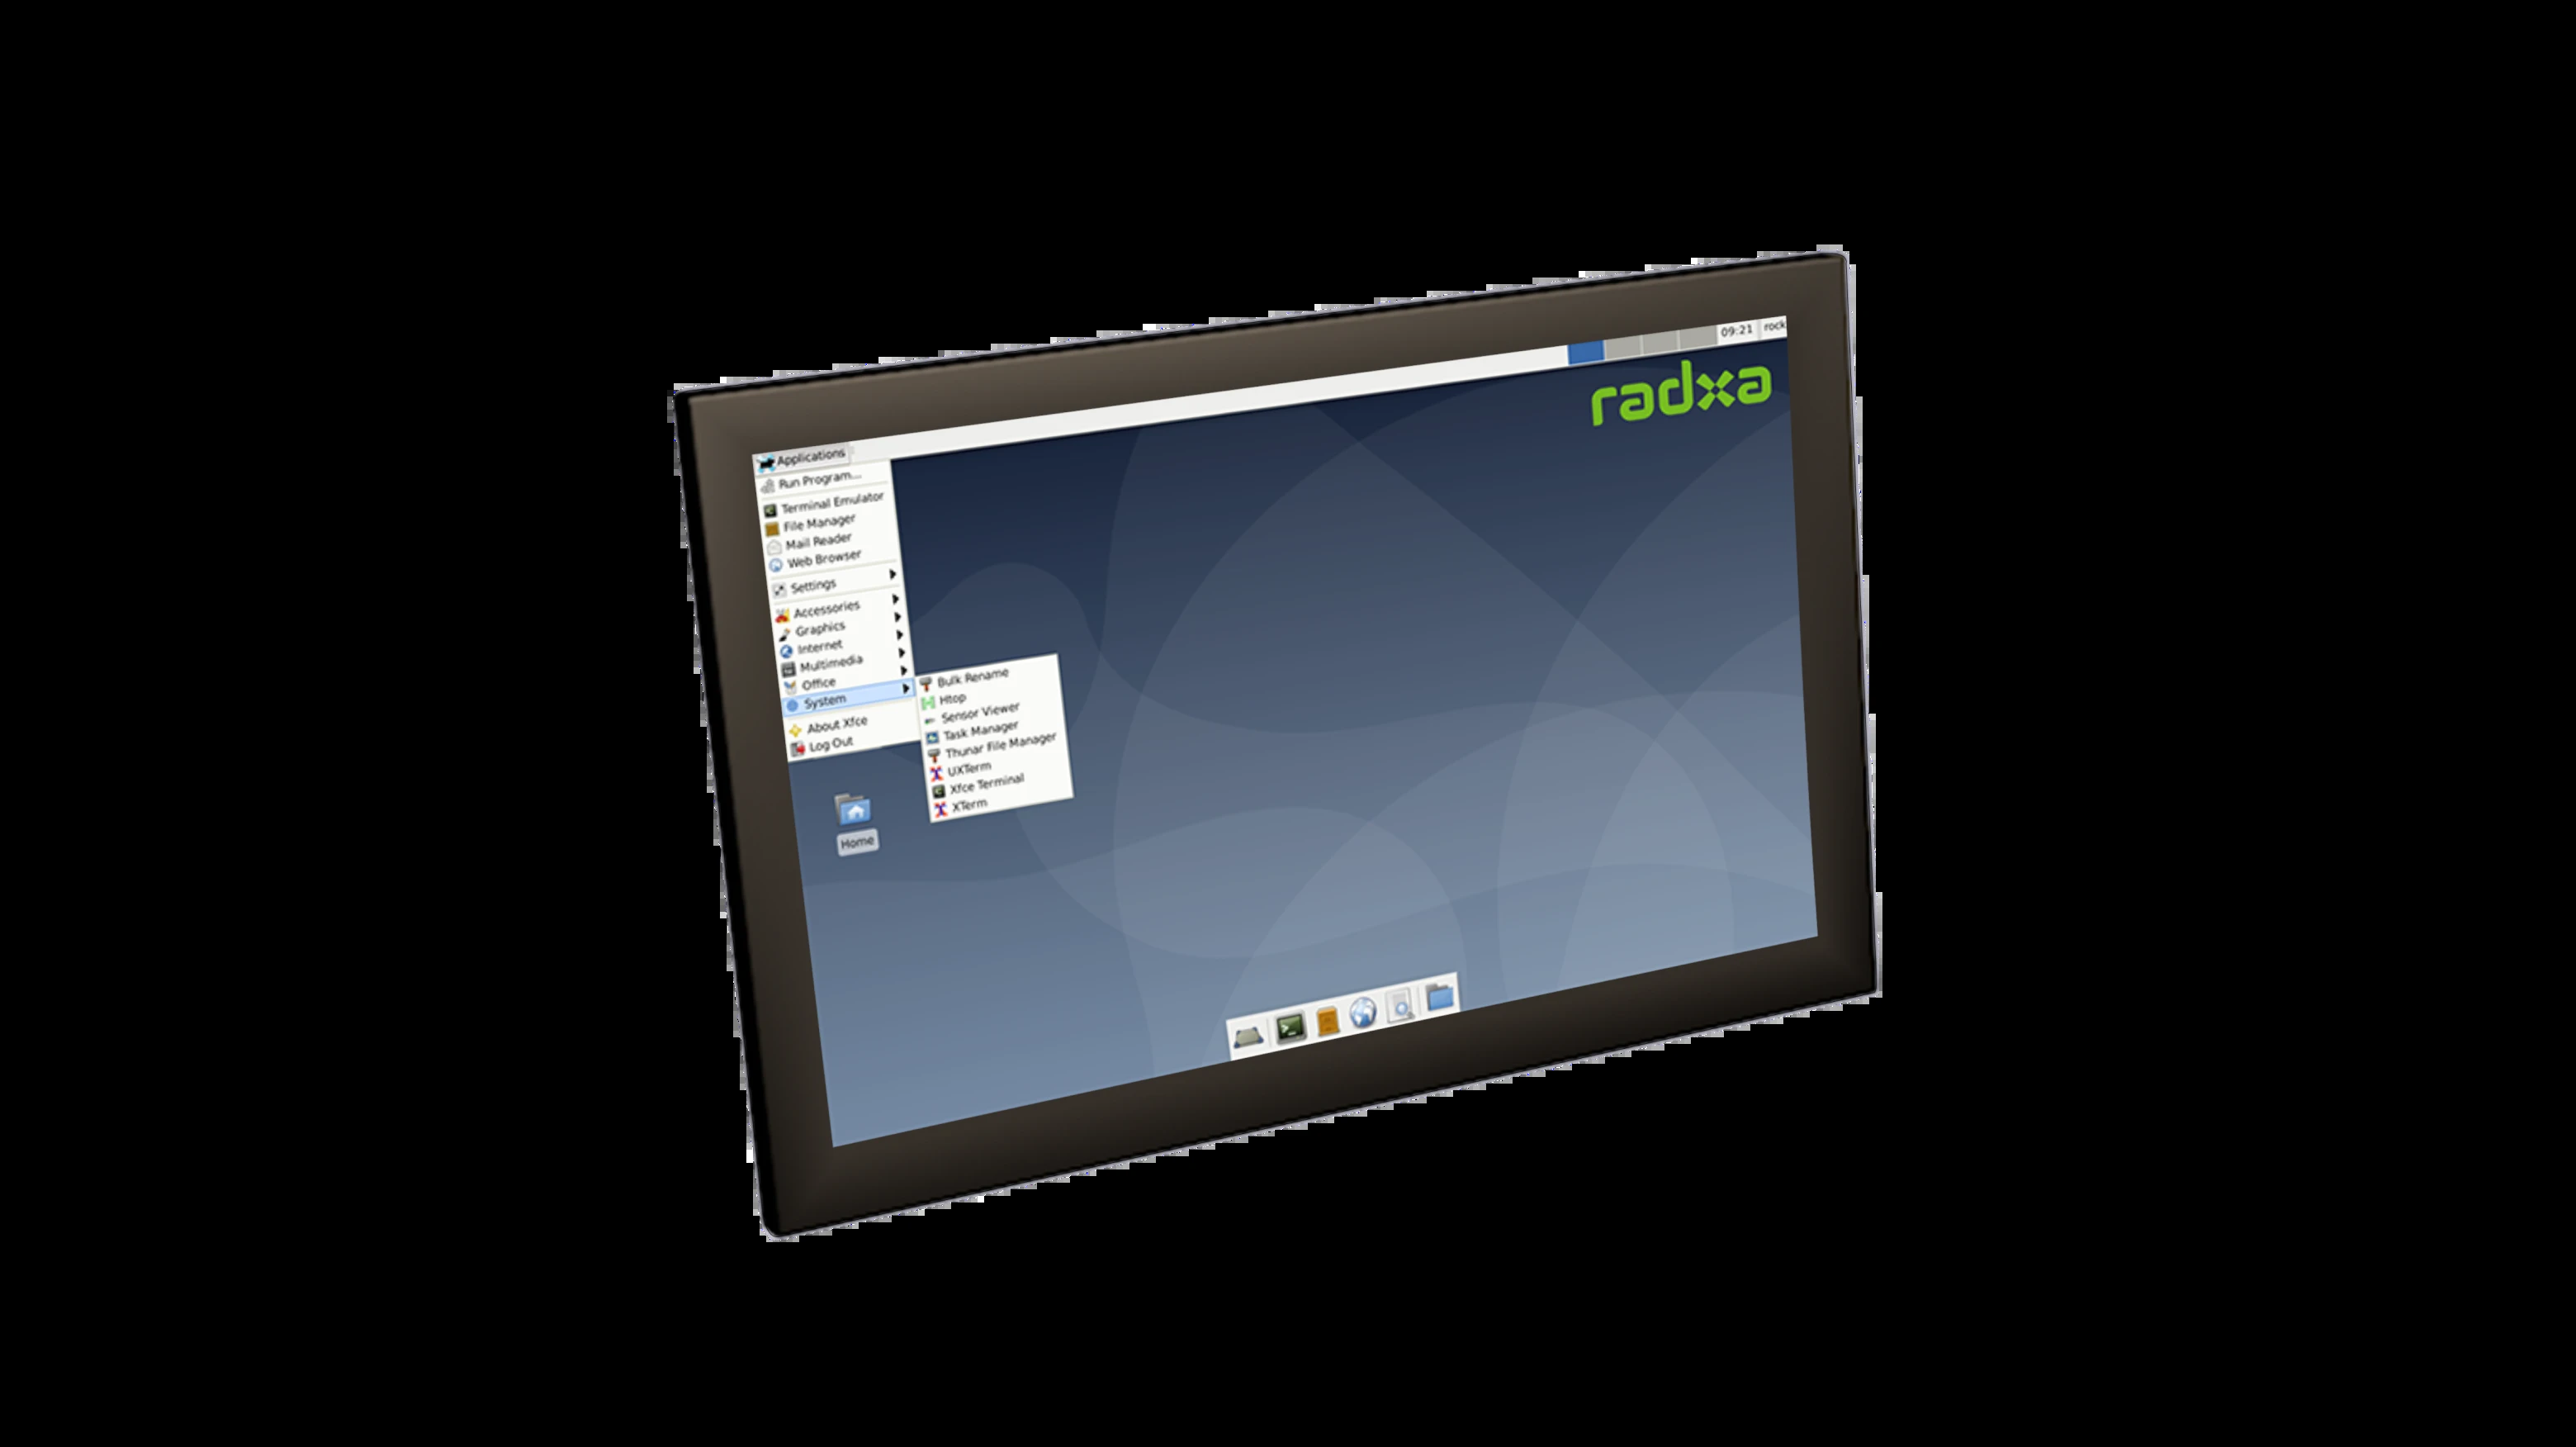 09:21
rock
radxa
Applications
Run Program...
Terminal Emulator
File Manager
Mail Reader
Web Browser
Settings
Accessories
Graphics
Internet
Multimedia
Office
System
About Xfce
Log Out
Bulk Rename
Htop
Sensor Viewer
Task Manager
Thunar File Manager
UXTerm
Xfce Terminal
XTerm
Home